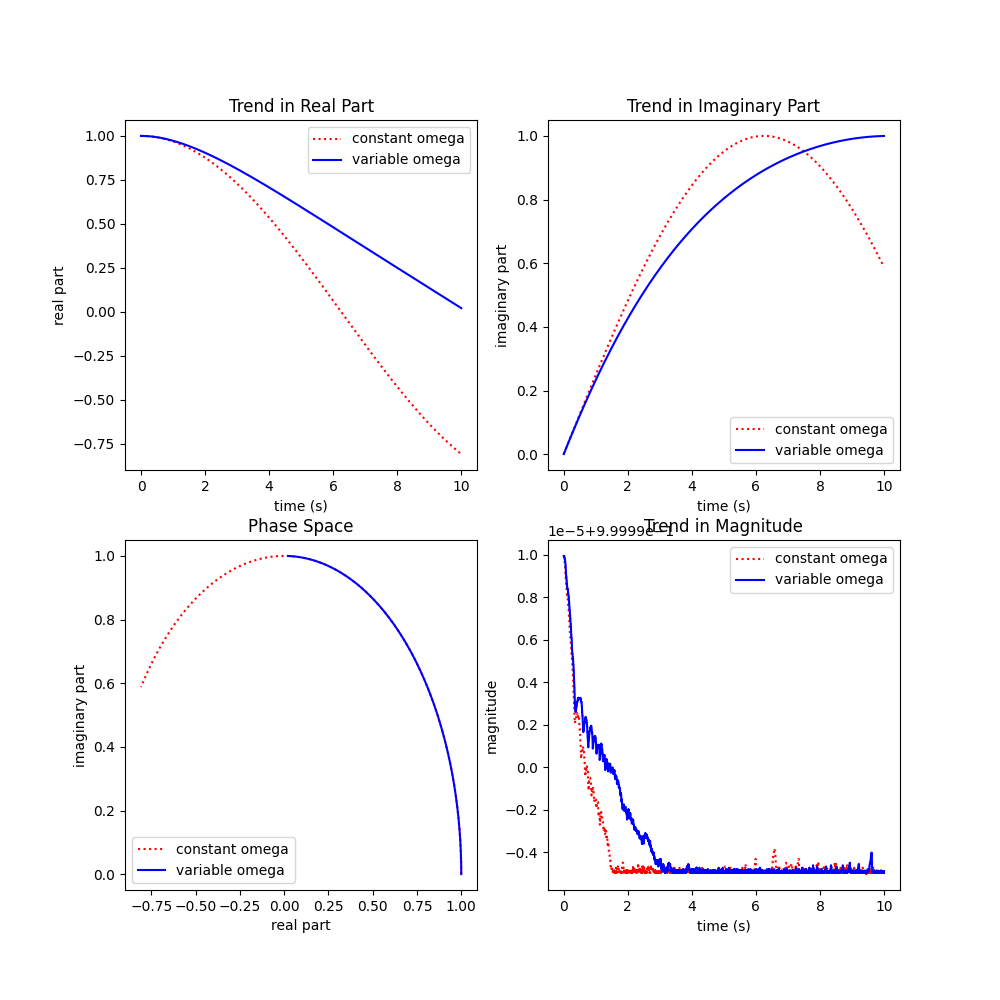 Trend in Real Part
1.00
0.75
0.50
0.25
0.00
−0.25
−0.50
−0.75
real part
constant omega
variable omega
0 2 4 6 8 10
time (s)
Trend in Imaginary Part
1.0
0.8
0.6
0.4
0.2
0.0
imaginary part
constant omega
variable omega
0 2 4 6 8 10
time (s)
Phase Space
1.0
0.8
0.6
0.4
0.2
0.0
imaginary part
constant omega
variable omega
−0.75 −0.50 −0.25 0.00 0.25 0.50 0.75 1.00
real part
Trend in Magnitude
1e−5+9.9999e−1
1.0
0.8
0.6
0.4
0.2
0.0
−0.2
−0.4
magnitude
constant omega
variable omega
0 2 4 6 8 10
time (s)